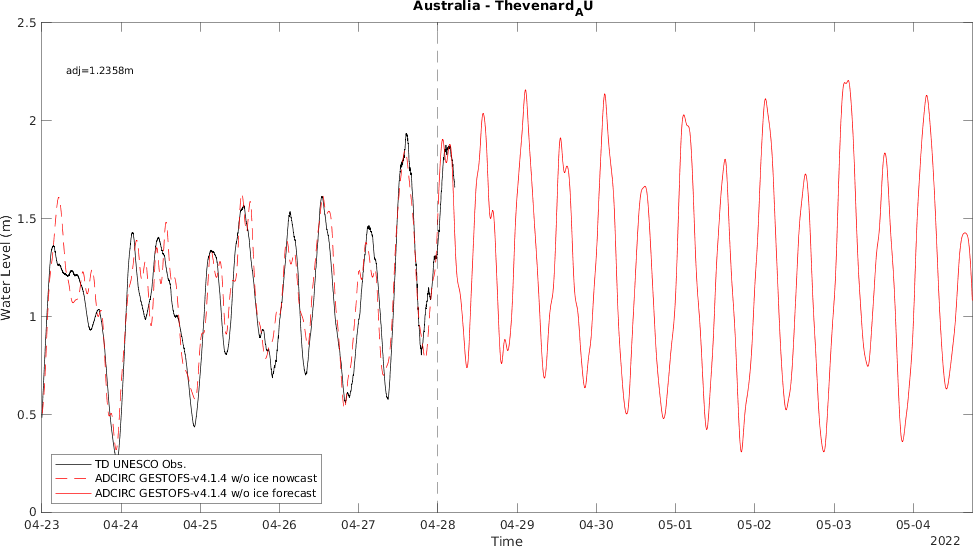 Australia - Thevenard_AU
2.5
adj=1.2358m
2
1.5
Water Level (m)
1
0.5
TD UNESCO Obs.
ADCIRC GESTOFS-v4.1.4 w/o ice nowcast
ADCIRC GESTOFS-v4.1.4 w/o ice forecast
0
04-23 04-24 04-25 04-26 04-27 04-28 04-29 04-30 05-01 05-02 05-03 05-04
Time 2022